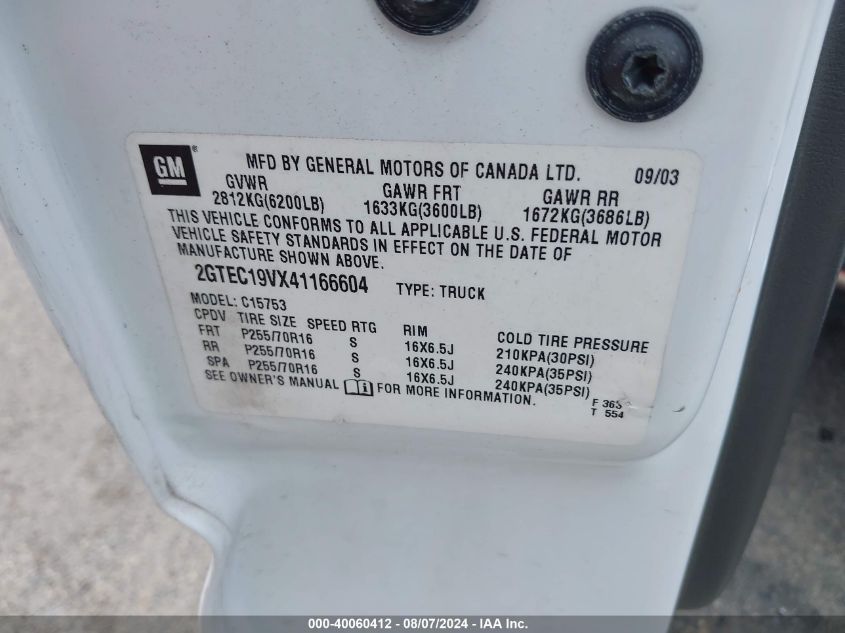 GM ® MFD BY GENERAL MOTORS OF CANADA LTD. 09/03
GVWR GAWR FRT GAWR RR
2812KG(6200LB) 1633KG(3600LB) 1672KG(3686LB)
THIS VEHICLE CONFORMS TO ALL APPLICABLE U.S. FEDERAL MOTOR
VEHICLE SAFETY STANDARDS IN EFFECT ON THE DATE OF
MANUFACTURE SHOWN ABOVE.
2GTEC19VX41166604 TYPE: TRUCK
MODEL: C15753
CPDV TIRE SIZE SPEED RTG RIM COLD TIRE PRESSURE
FRT P255/70R16 S 16X6.5J 210KPA(30PSI)
RR P255/70R16 S 16X6.5J 240KPA(35PSI)
SPA P255/70R16 S 16X6.5J 240KPA(35PSI)
SEE OWNER'S MANUAL FOR MORE INFORMATION.
F
T 554
000-40060412 - 08/07/2024 - IAA Inc.